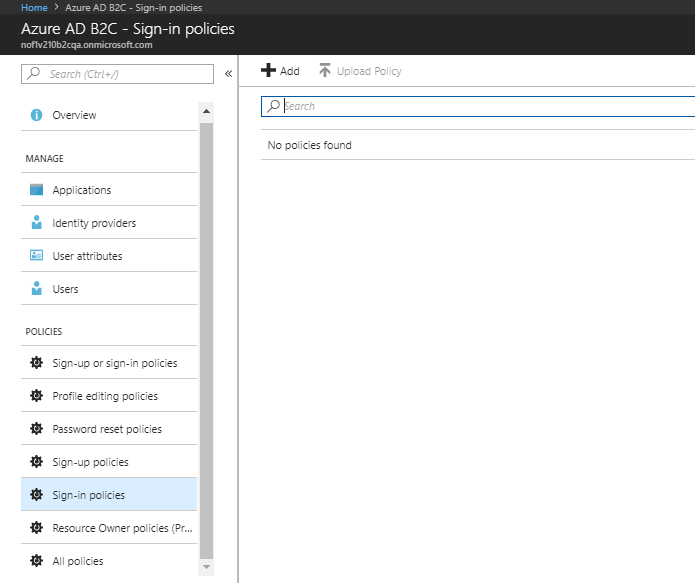 Home > Azure AD B2C - Sign-in policies
Azure AD B2C - Sign-in policies
nof1v210b2cqa.onmicrosoft.com
Search (Ctrl+/)
«
Overview
MANAGE
Applications
Identity providers
User attributes
Users
POLICIES
Sign-up or sign-in policies
Profile editing policies
Password reset policies
Sign-up policies
Sign-in policies
Resource Owner policies (Pr...
All policies
Add
Upload Policy
Search
No policies found